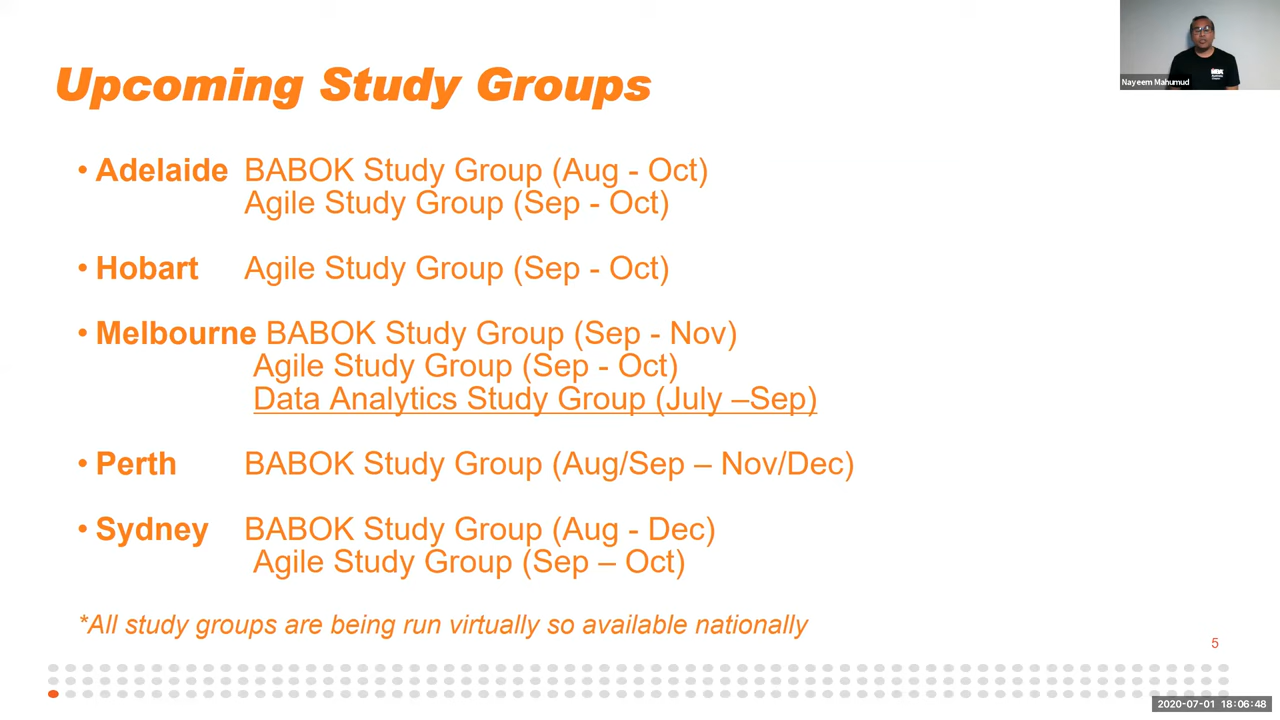 Upcoming Study Groups
Nayeem Mahumud
• Adelaide BABOK Study Group (Aug - Oct)
Agile Study Group (Sep - Oct)
• Hobart Agile Study Group (Sep - Oct)
• Melbourne BABOK Study Group (Sep - Nov)
Agile Study Group (Sep - Oct)
Data Analytics Study Group (July –Sep)
• Perth BABOK Study Group (Aug/Sep – Nov/Dec)
• Sydney BABOK Study Group (Aug - Dec)
Agile Study Group (Sep – Oct)
*All study groups are being run virtually so available nationally
5
2020-07-01 18:06:48